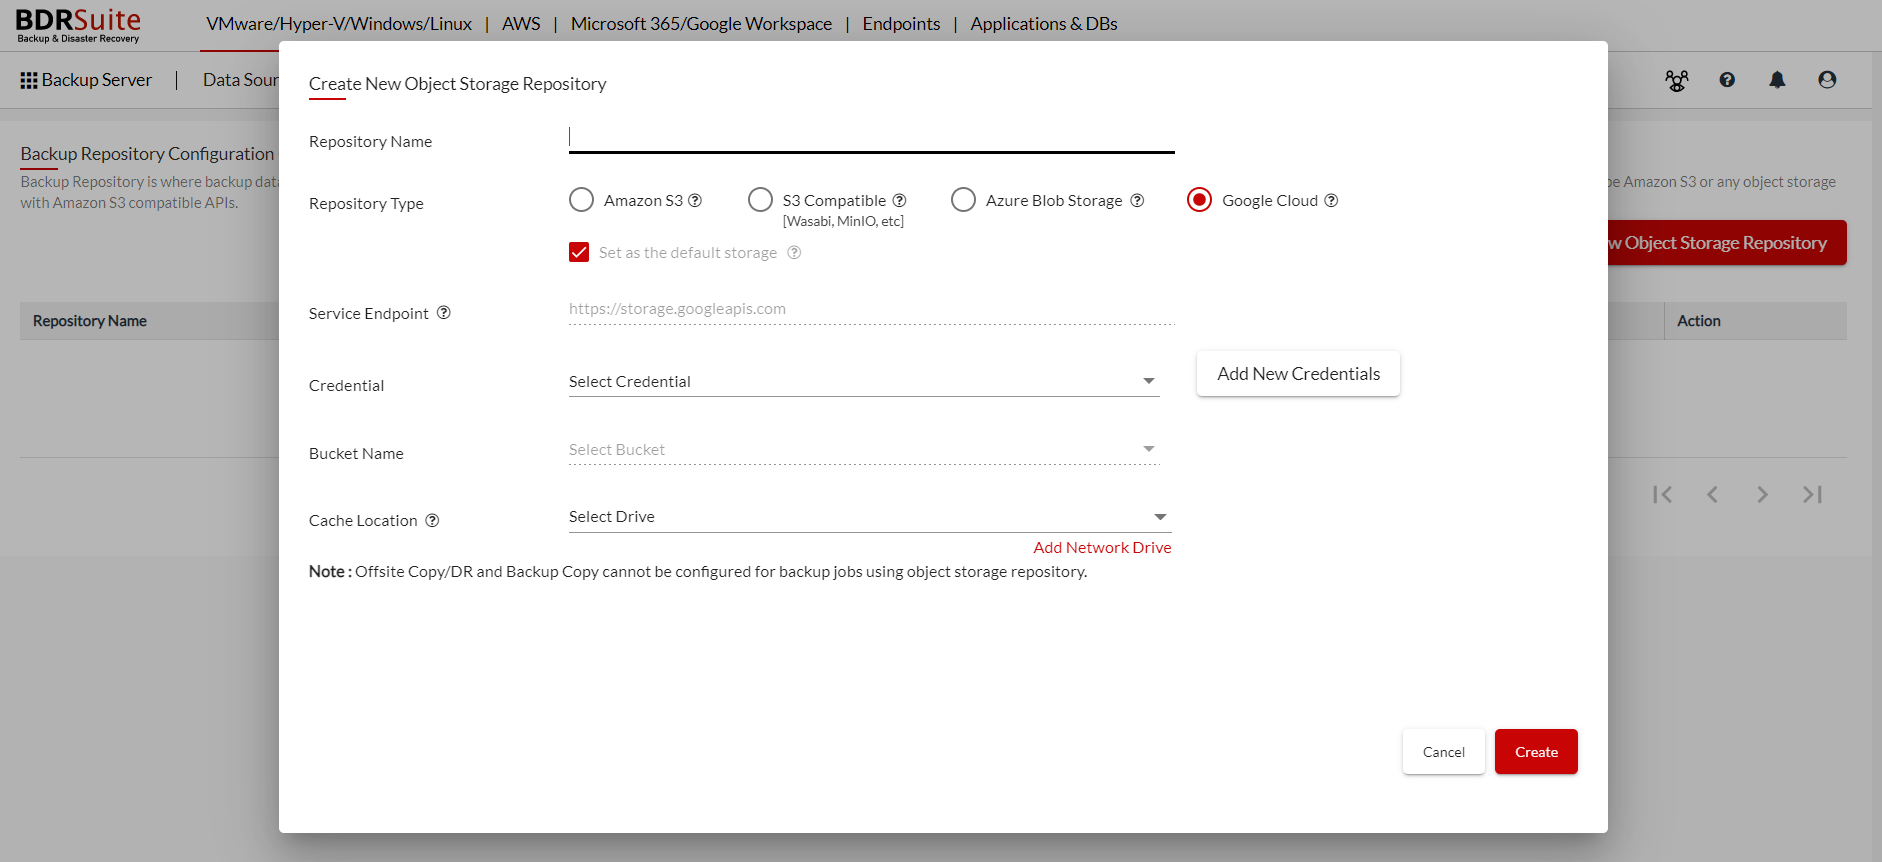 BDRSuite
Backup & Disaster Recovery
VMware/Hyper-V/Windows/Linux | AWS | Microsoft 365/Google Workspace | Endpoints | Applications & DBs
Backup Server | Data Sour
Create New Object Storage Repository
Backup Repository Configuration
Backup Repository is where backup dat
be Amazon S3 or any object storage
with Amazon S3 compatible APIs.
w Object Storage Repository
Repository Name
Action
Repository Name
Repository Type
Amazon S3
S3 Compatible
[Wasabi, MinIO, etc]
Azure Blob Storage
Google Cloud
Set as the default storage
Service Endpoint
https://storage.googleapis.com
Credential
Select Credential
Add New Credentials
Bucket Name
Select Bucket
Cache Location
Select Drive
Add Network Drive
Note : Offsite Copy/DR and Backup Copy cannot be configured for backup jobs using object storage repository.
Cancel
Create